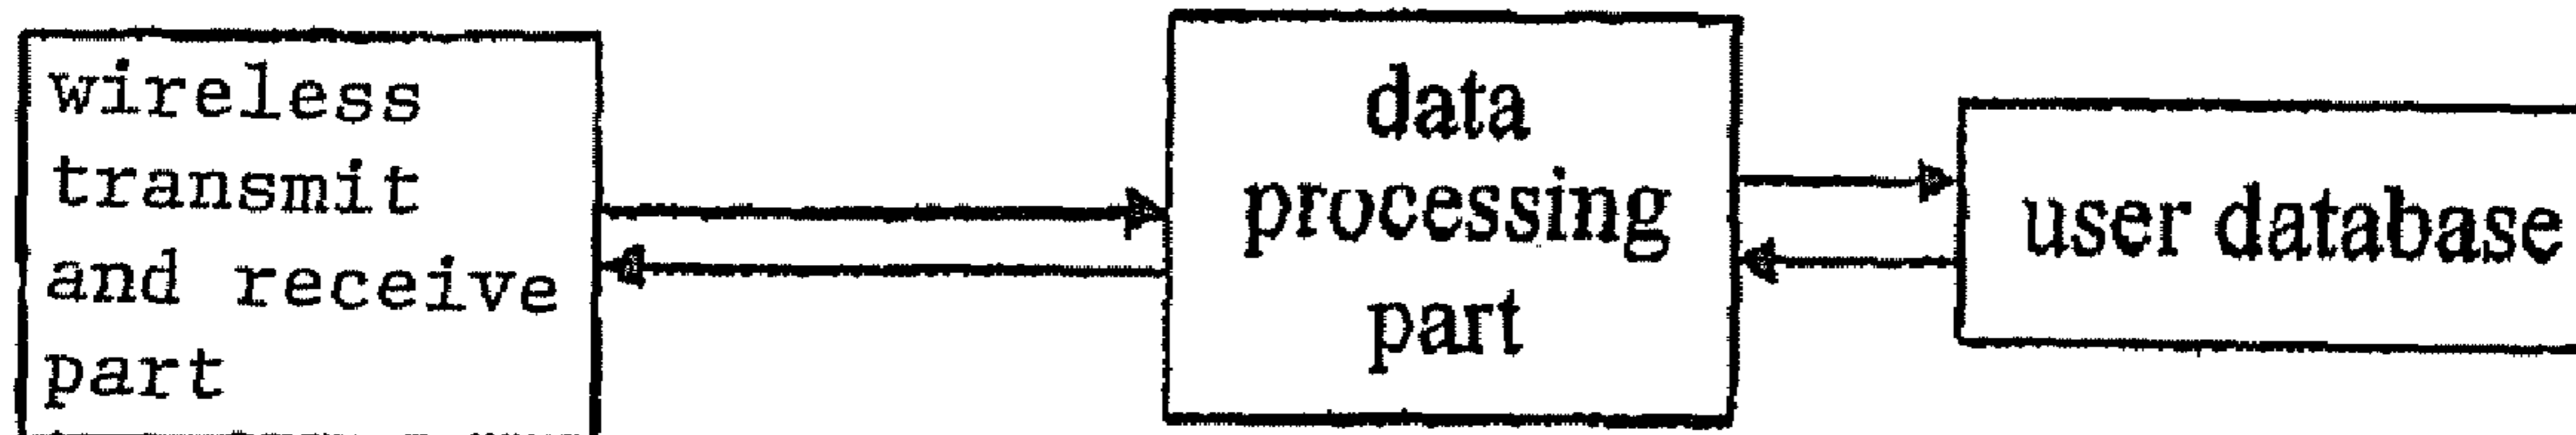 wireless
transmit
and receive
part
data
processing
part
user database